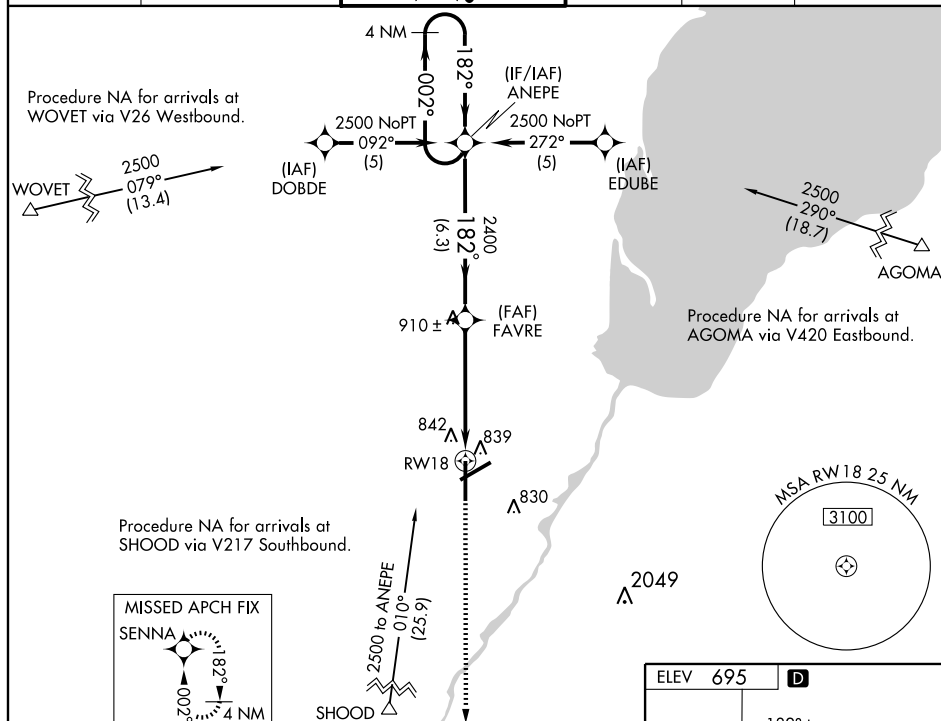 4 NM
182°
002°
(IF/IAF)
ANEPE
Procedure NA for arrivals at
WOVET via V26 Westbound.
2500 NoPT
092°
(5)
2500 NoPT
272°
(5)
(IAF)
DOBDE
(IAF)
EDUBE
WOVET
2500
079°
(13.4)
2500
290°
(18.7)
AGOMA
2400
182°
(6.3)
910 ±
(FAF)
FAVRE
Procedure NA for arrivals at
AGOMA via V420 Eastbound.
842
839
RW18
830
MSA RW18 25 NM
3100
Procedure NA for arrivals at
SHOOD via V217 Southbound.
2500 to ANEPE
010°
(25.9)
SHOOD
2049
MISSED APCH FIX
SENNA
182°
002°
4 NM
ELEV 695
D